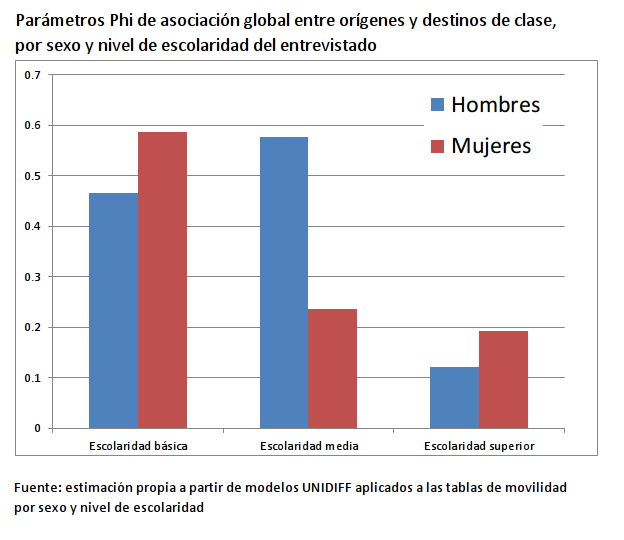 Parámetros Phi de asociación global entre orígenes y destinos de clase,
por sexo y nivel de escolaridad del entrevistado
0.7
0.6
0.5
0.4
0.3
0.2
0.1
0
Hombres
Mujeres
Escolaridad básica
Escolaridad media
Escolaridad superior
Fuente: estimación propia a partir de modelos UNIDIFF aplicados a las tablas de movilidad
por sexo y nivel de escolaridad